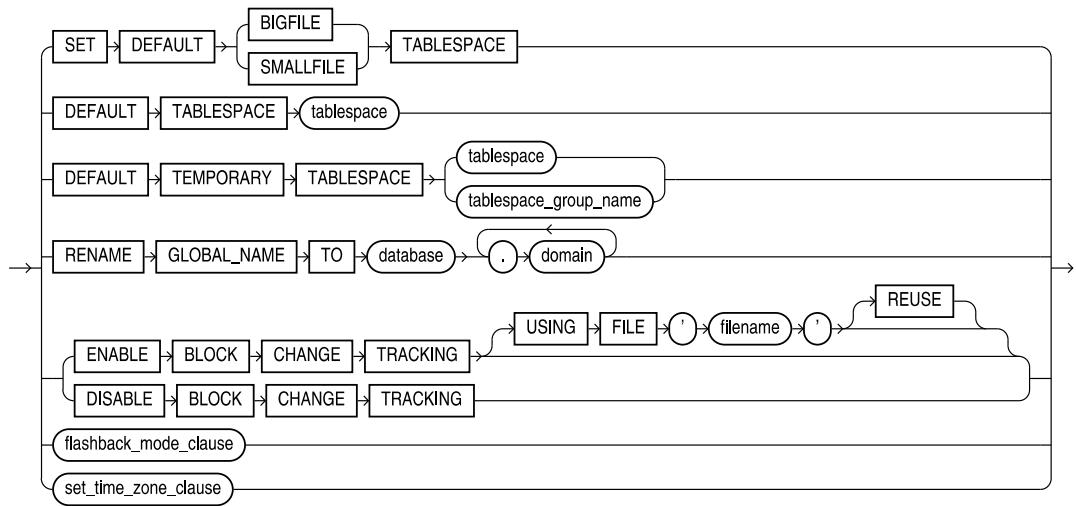 BIGFILE
SET DEFAULT TABLESPACE
SMALLFILE
DEFAULT TABLESPACE tablespace
tablespace
DEFAULT TEMPORARY TABLESPACE
tablespace_group_name
RENAME GLOBAL_NAME TO database . domain
REUSE
USING FILE ' filename '
ENABLE BLOCK CHANGE TRACKING
DISABLE BLOCK CHANGE TRACKING
flashback_mode_clause
set_time_zone_clause